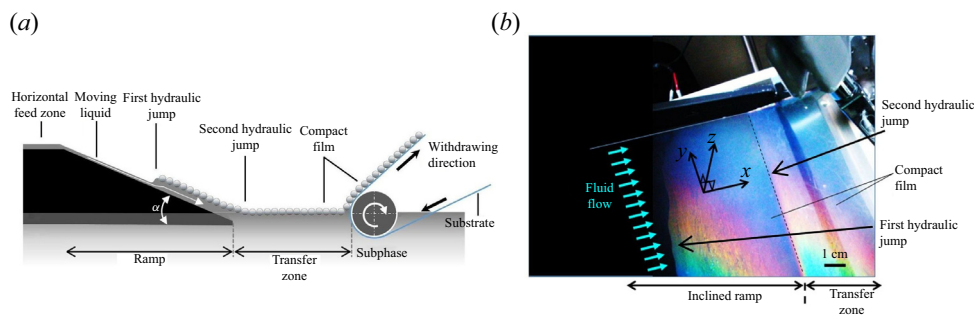 (a)
Horizontal
feed zone
Moving
liquid
First hydraulic
jump
Second hydraulic
jump
Compact
film
Withdrawing
direction
α
Substrate
Ramp
Transfer
zone
Subphase
(b)
Second hydraulic
jump
z
y
x
Fluid
flow
Compact
film
First hydraulic
jump
1 cm
Inclined ramp
Transfer
zone